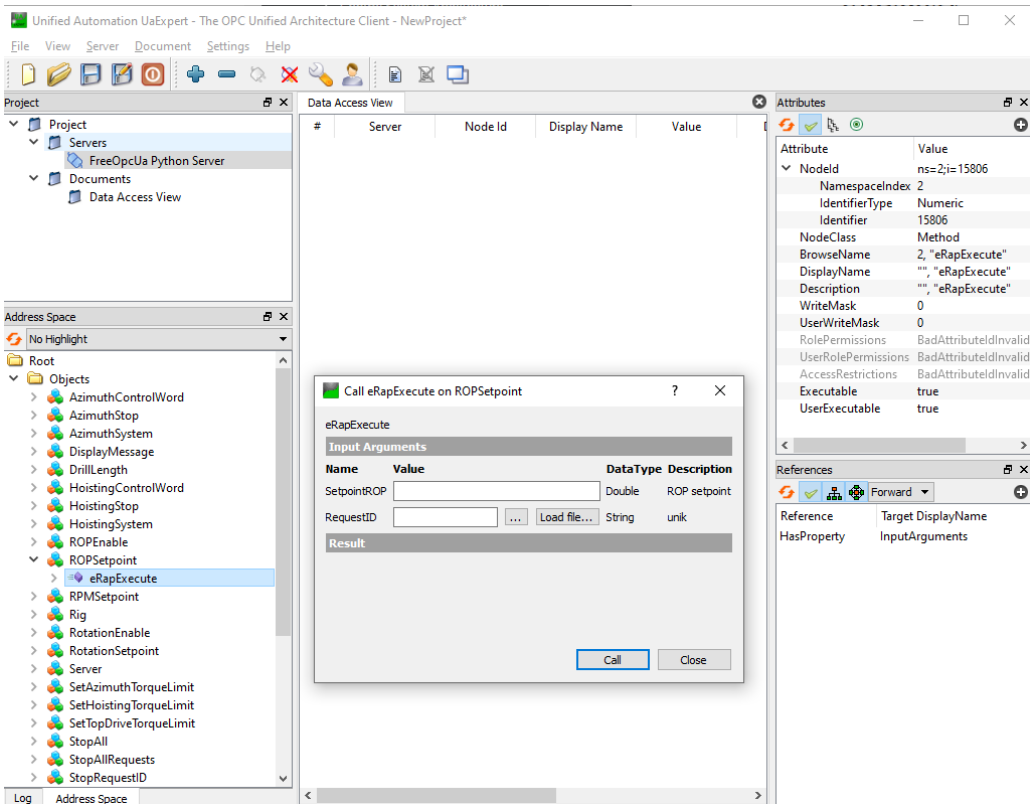 Unified Automation UaExpert - The OPC Unified Architecture Client - NewProject*
File View Server Document Settings Help
Project
Project
Servers
FreeOpcUa Python Server
Documents
Data Access View
Address Space
No Highlight
Root
Objects
AzimuthControlWord
AzimuthStop
AzimuthSystem
DisplayMessage
DrillLength
HoistingControlWord
HoistingStop
HoistingSystem
ROPEnable
ROPSetpoint
eRapExecute
RPMSetpoint
Rig
RotationEnable
RotationSetpoint
Server
SetAzimuthTorqueLimit
SetHoistingTorqueLimit
SetTopDriveTorqueLimit
StopAll
StopAllRequests
StopRequestID
Log Address Space
Data Access View
# Server Node Id Display Name Value
Call eRapExecute on ROPSetpoint ?
eRapExecute
Input Arguments
Name Value DataType Description
SetpointROP Double ROP setpoint
RequestID ... Load file... String unik
Result
Call Close
Attributes
Attribute Value
NodeId ns=2;i=15806
NamespaceIndex 2
IdentifierType Numeric
Identifier 15806
NodeClass Method
BrowseName 2, "eRapExecute"
DisplayName "", "eRapExecute"
Description "", "eRapExecute"
WriteMask 0
UserWriteMask 0
RolePermissions BadAttributeIdInvalid
UserRolePermissions BadAttributeIdInvalid
AccessRestrictions BadAttributeIdInvalid
Executable true
UserExecutable true
References
Forward
Reference Target DisplayName
HasProperty InputArguments